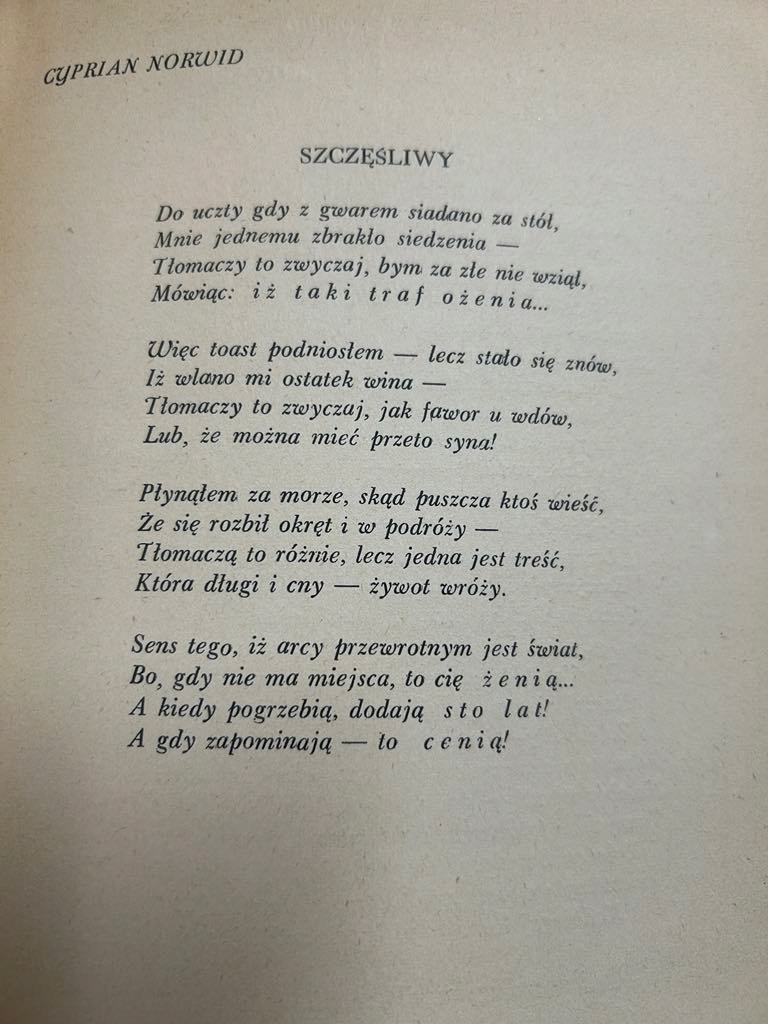 CYPRIAN NORWID
SZCZĘŚLIWY
Do uczty gdy z gwarem siadano za stół,
Mnie jednemu zbrakło siedzenia —
Tłomaczy to zwyczaj, bym za złe nie wziął,
Mówiąc: iż taki traf ożenia...
Więc toast podniosłem — lecz stało się znów,
Iż wlano mi ostatek wina —
Tłomaczy to zwyczaj, jak fawor u wdów,
Lub, że można mieć przeto syna!
Płynąłem za morze, skąd puszcza ktoś wieść,
Że się rozbił okręt i w podróży —
Tłomaczą to różnie, lecz jedna jest treść,
Która długi i cny — żywot wróży.
Sens tego, iż arcy przewrotnym jest świat,
Bo, gdy nie ma miejsca, to cię żenią...
A kiedy pogrzebią, dodają sto lat!
A gdy zapominają — to cenią!